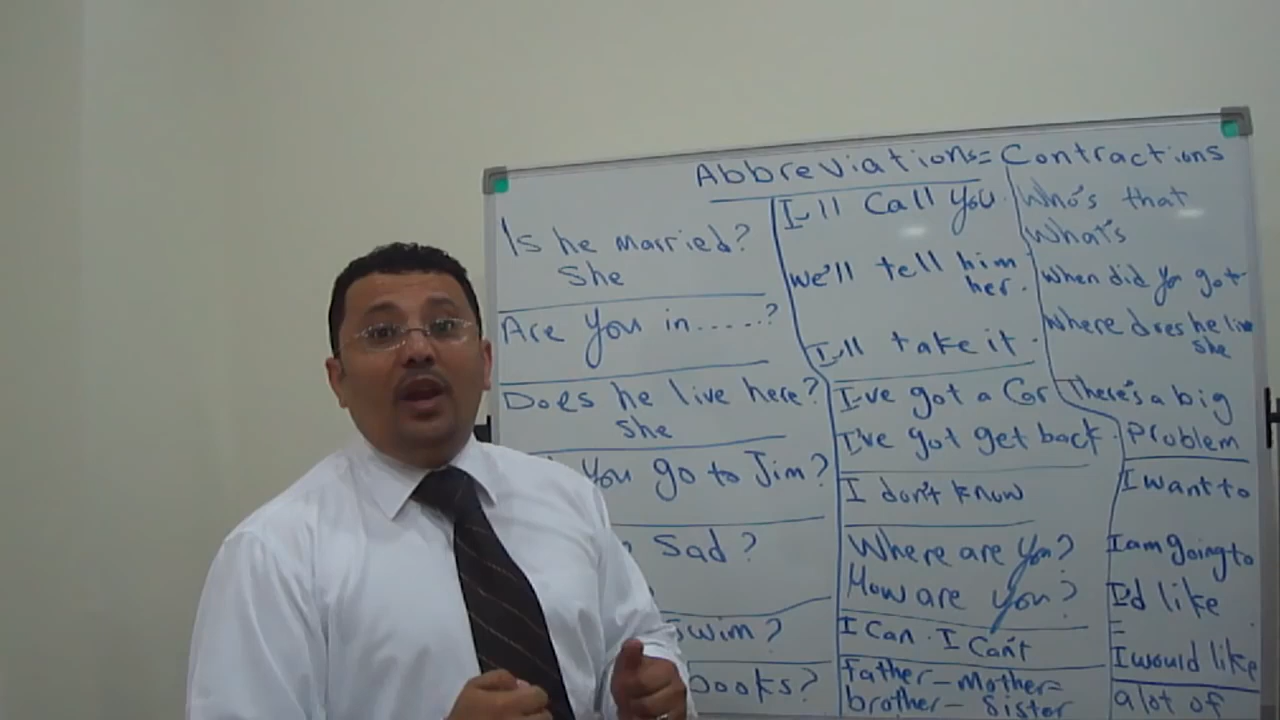 Abbreviations = Contractions
Is he married?
She
Are you in......?
Does he live here?
She
You go to Jim?
Sad?
Swim?
books?
I'll Call you.
we'll tell him
her.
I'll take it.
I've got a Car
I've got get back.
I don't know
Where are you?
How are you?
I Can. I Can't
father - Mother =
brother - Sister
Who's that
What's
When did you got
Where does he live
she
There's a big
Problem
I want to
I am going to
I'd like
=
I would like
a lot of